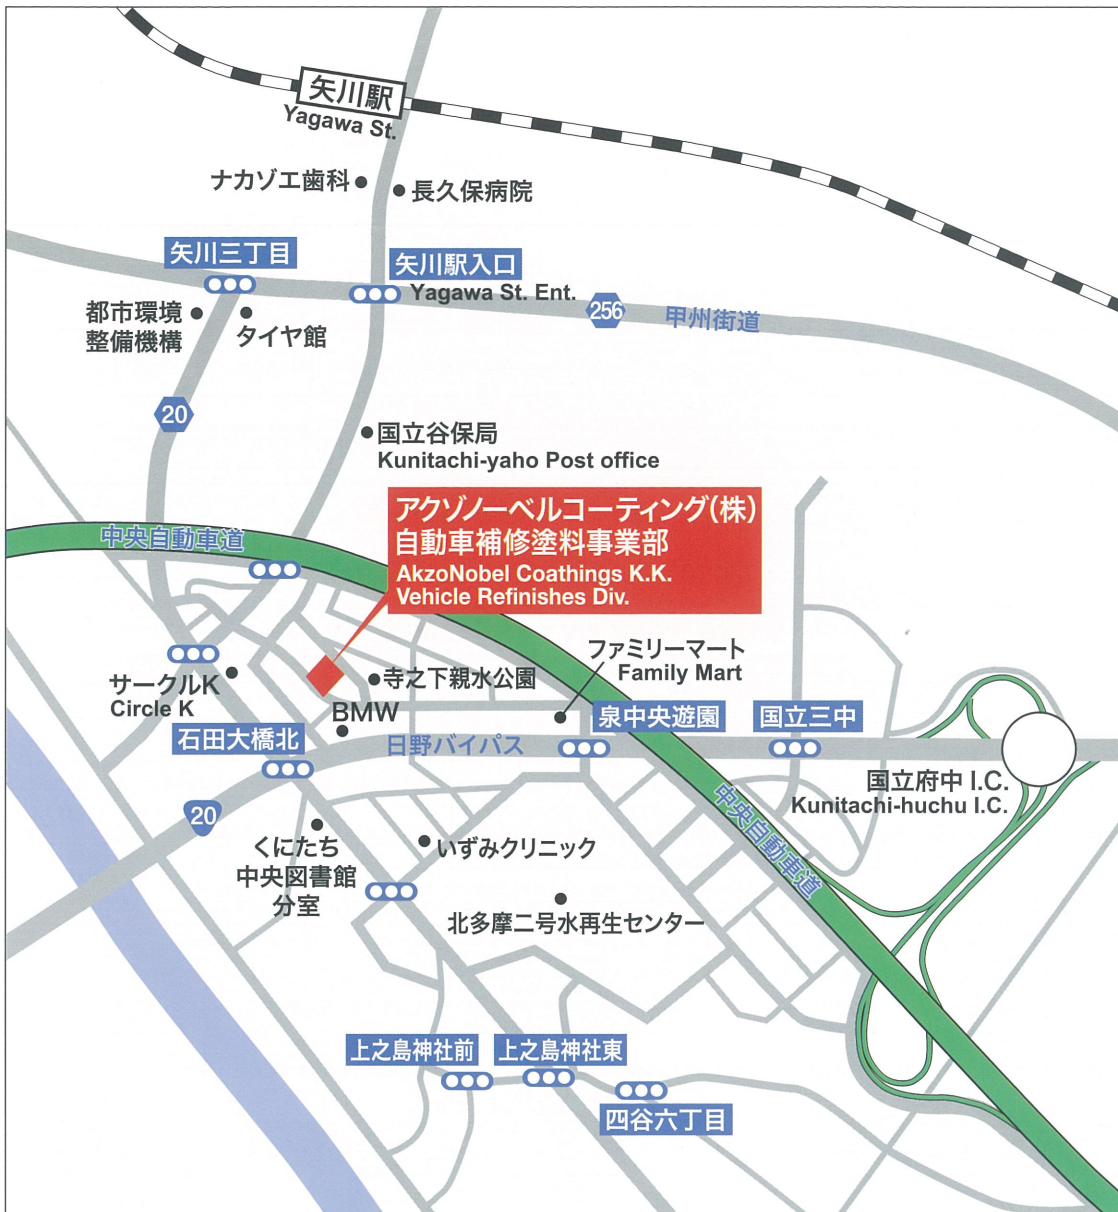 矢川駅
Yagawa St.
ナカゾエ歯科
長久保病院
矢川三丁目
矢川駅入口
Yagawa St. Ent.
都市環境
整備機構
タイヤ館
256
甲州街道
20
国立谷保局
Kunitachi-yaho Post office
アクゾノーベルコーティング(株)
自動車補修塗料事業部
AkzoNobel Coathings K.K.
Vehicle Refinishes Div.
中央自動車道
ファミリーマート
Family Mart
サークルK
Circle K
寺之下親水公園
BMW
石田大橋北
日野バイパス
泉中央遊園
国立三中
国立府中 I.C.
Kunitachi-huchu I.C.
20
中央自動車道
くにたち
中央図書館
分室
いずみクリニック
北多摩二号水再生センター
上之島神社前
上之島神社東
四谷六丁目